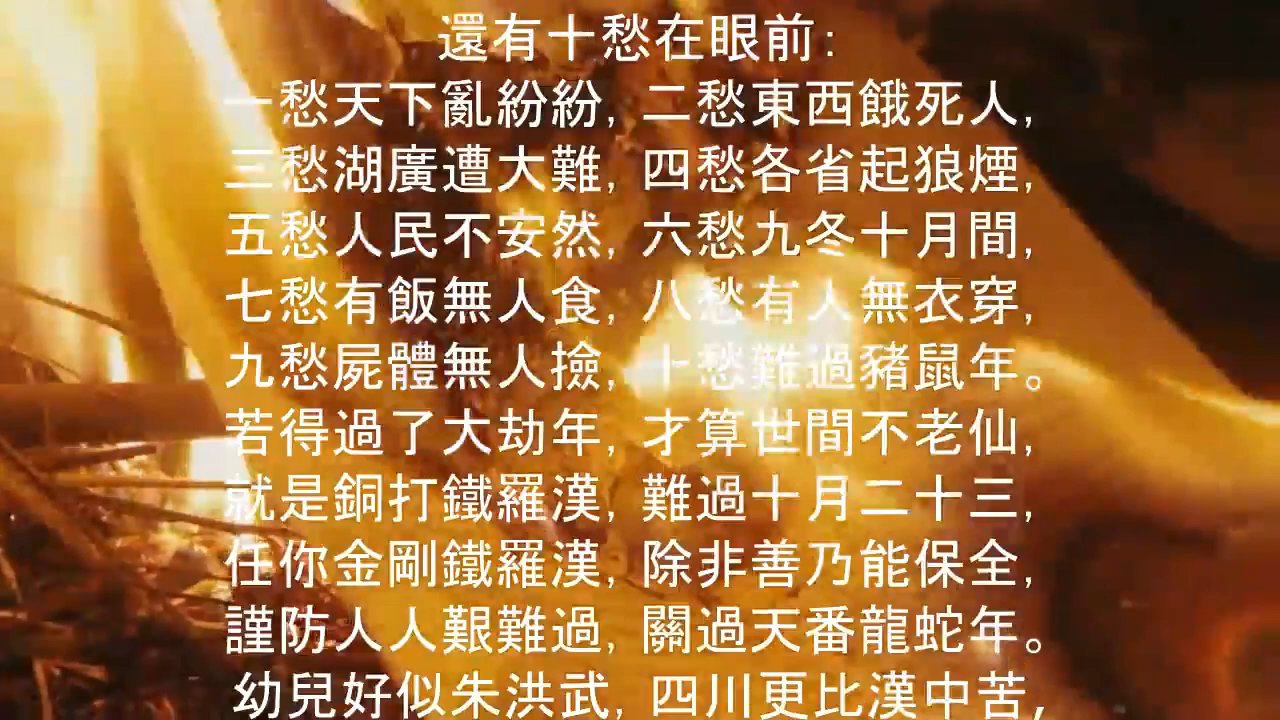 還有十愁在眼前:
一愁天下亂紛紛, 二愁東西餓死人,
三愁湖廣遭大難, 四愁各省起狼煙,
五愁人民不安然, 六愁九冬十月間,
七愁有飯無人食, 八愁有人無衣穿,
九愁屍體無人撿, 十愁難過豬鼠年。
若得過了大劫年, 才算世間不老仙,
就是銅打鐵羅漢, 難過十月二十三,
任你金剛鐵羅漢, 除非善乃能保全,
謹防人人艱難過, 關過天番龍蛇年。
幼兒好似朱洪武, 四川更比漢中苦,